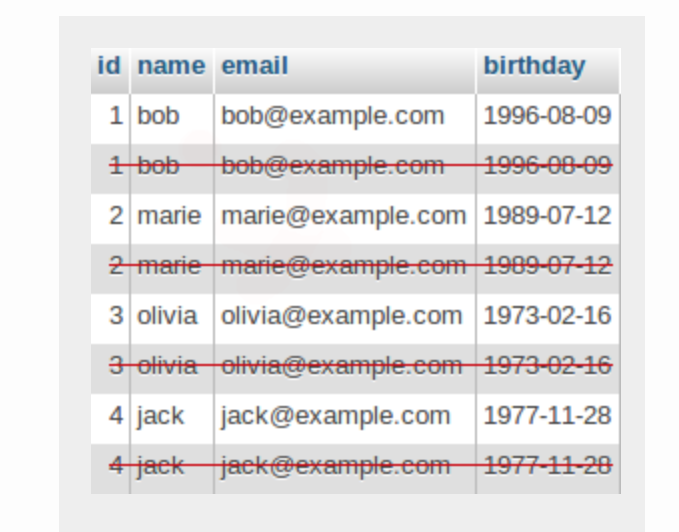 id name email birthday
1 bob bob@example.com 1996-08-09
1 bob bob@example.com 1996-08-09
2 marie marie@example.com 1989-07-12
2 marie marie@example.com 1989-07-12
3 olivia olivia@example.com 1973-02-16
3 olivia olivia@example.com 1973-02-16
4 jack jack@example.com 1977-11-28
4 jack jack@example.com 1977-11-28